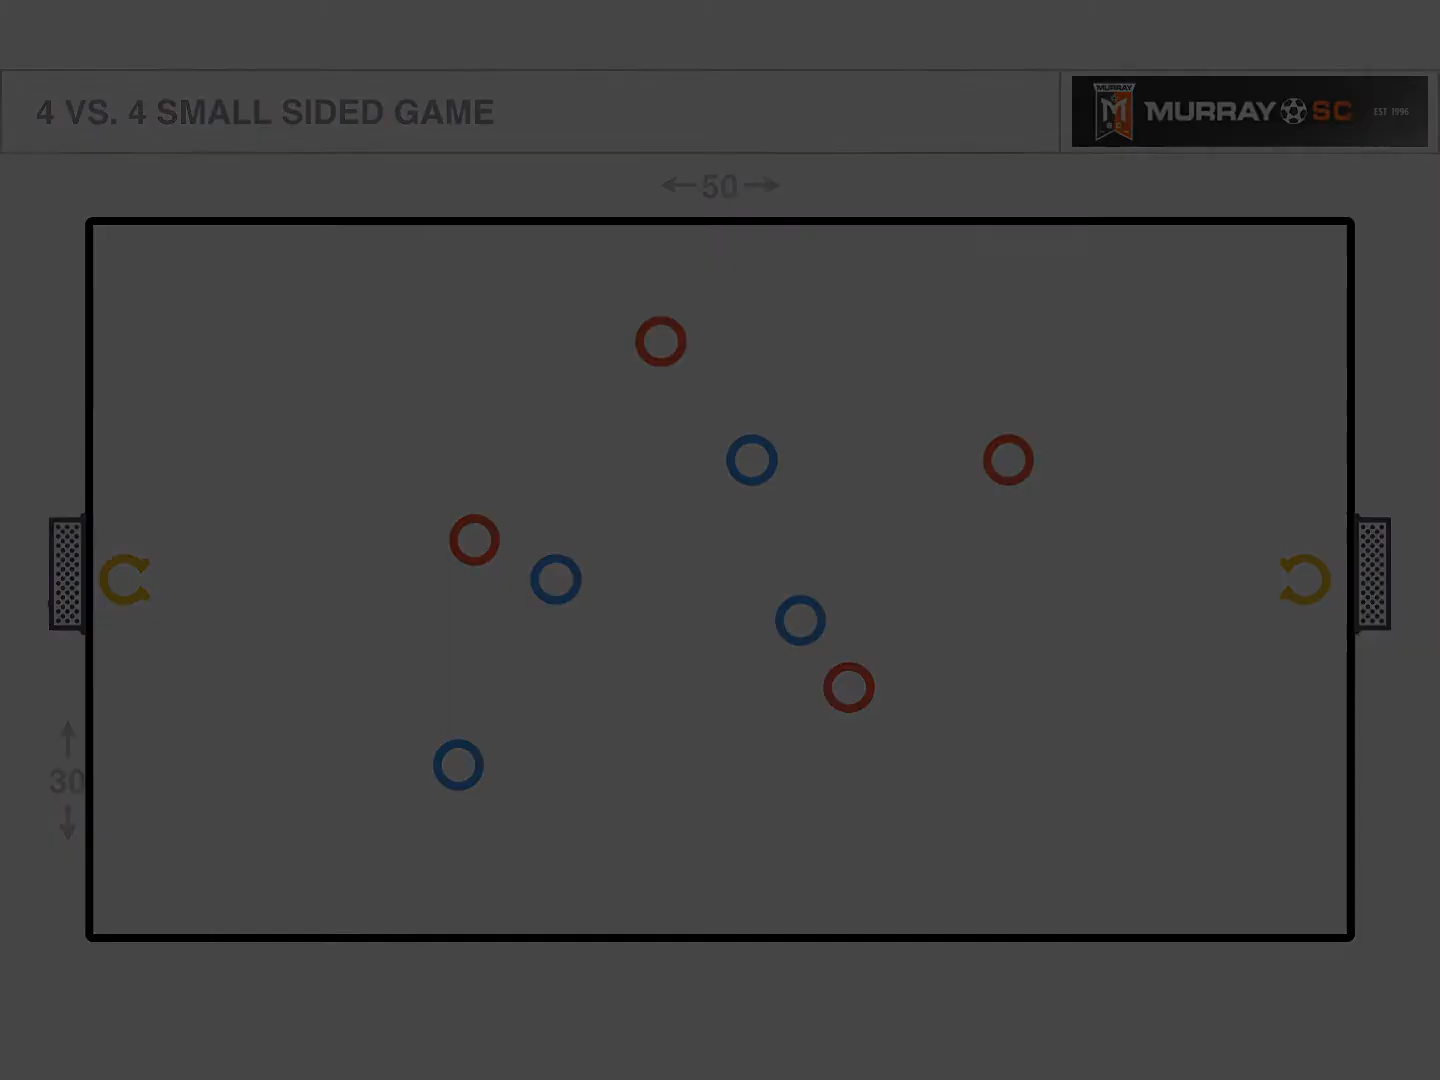 4 VS. 4 SMALL SIDED GAME
MURRAY
M
MURRAY SC
EST 1996
50
30